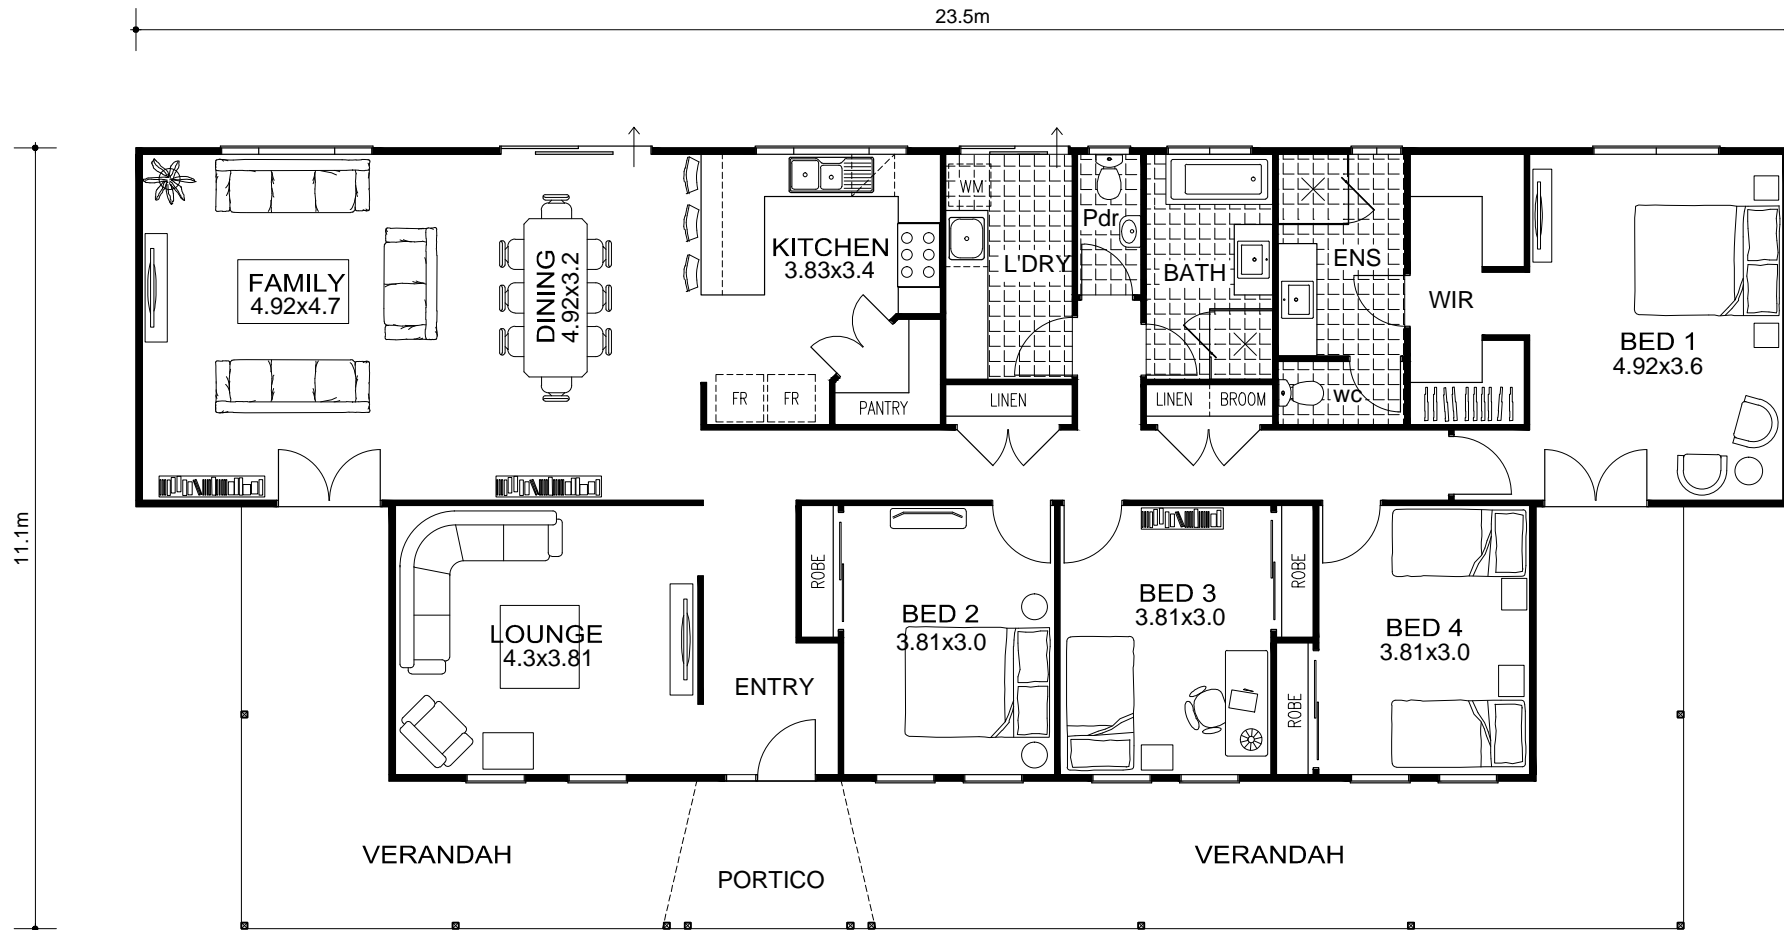 23.5m
11.1m
FAMILY
4.92x4.7
DINING
4.92x3.2
KITCHEN
3.83x3.4
FR
FR
PANTRY
WM
L'DRY
LINEN
Pdr
BATH
LINEN
BROOM
ENS
WC
WIR
BED 1
4.92x3.6
LOUNGE
4.3x3.81
ENTRY
ROBE
BED 2
3.81x3.0
BED 3
3.81x3.0
ROBE
ROBE
BED 4
3.81x3.0
VERANDAH
PORTICO
VERANDAH